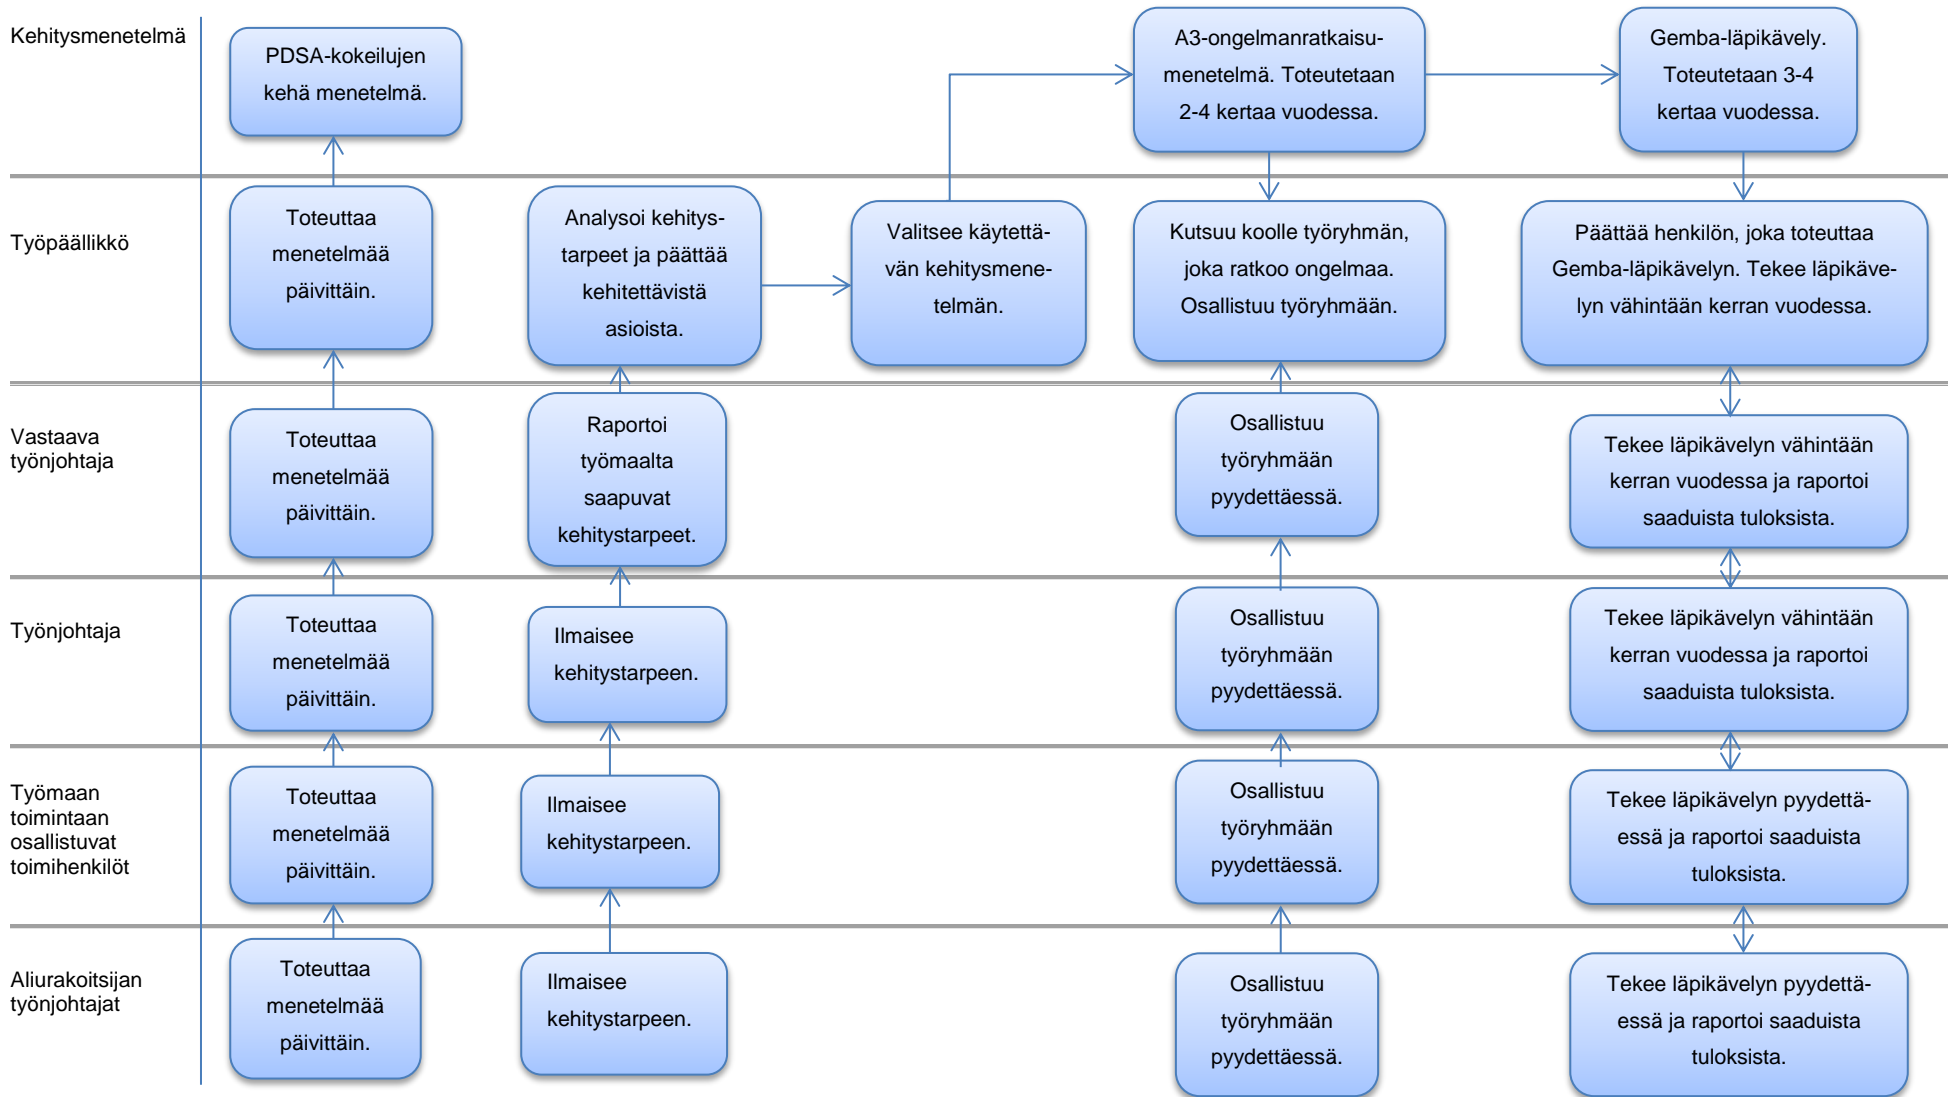 Kehitysmenetelmä
PDSA-kokeilujen
kehä menetelmä.
A3-ongelmanratkaisu-
menetelmä. Toteutetaan
2-4 kertaa vuodessa.
Gemba-läpikävely.
Toteutetaan 3-4
kertaa vuodessa.
Työpäällikkö
Toteuttaa
menetelmää
päivittäin.
Analysoi kehitys-
tarpeet ja päättää
kehitettävistä
asioista.
Valitsee käytettä-
vän kehitysmene-
telmän.
Kutsuu koolle työryhmän,
joka ratkoo ongelmaa.
Osallistuu työryhmään.
Päättää henkilön, joka toteuttaa
Gemba-läpikävelyn. Tekee läpikäve-
lyn vähintään kerran vuodessa.
Vastaava
työnjohtaja
Toteuttaa
menetelmää
päivittäin.
Raportoi
työmaalta
saapuvat
kehitystarpeet.
Osallistuu
työryhmään
pyydettäessä.
Tekee läpikävelyn vähintään
kerran vuodessa ja raportoi
saaduista tuloksista.
Työnjohtaja
Toteuttaa
menetelmää
päivittäin.
Ilmaisee
kehitystarpeen.
Osallistuu
työryhmään
pyydettäessä.
Tekee läpikävelyn vähintään
kerran vuodessa ja raportoi
saaduista tuloksista.
Työmaan
toimintaan
osallistuvat
toimihenkilöt
Toteuttaa
menetelmää
päivittäin.
Ilmaisee
kehitystarpeen.
Osallistuu
työryhmään
pyydettäessä.
Tekee läpikävelyn pyydettä-
essä ja raportoi saaduista
tuloksista.
Aliurakoitsijan
työnjohtajat
Toteuttaa
menetelmää
päivittäin.
Ilmaisee
kehitystarpeen.
Osallistuu
työryhmään
pyydettäessä.
Tekee läpikävelyn pyydettä-
essä ja raportoi saaduista
tuloksista.